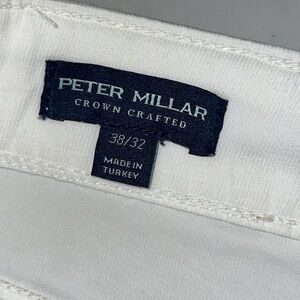 PETER MILLAR
CROWN CRAFTED
38/32
MADE IN
TURKEY